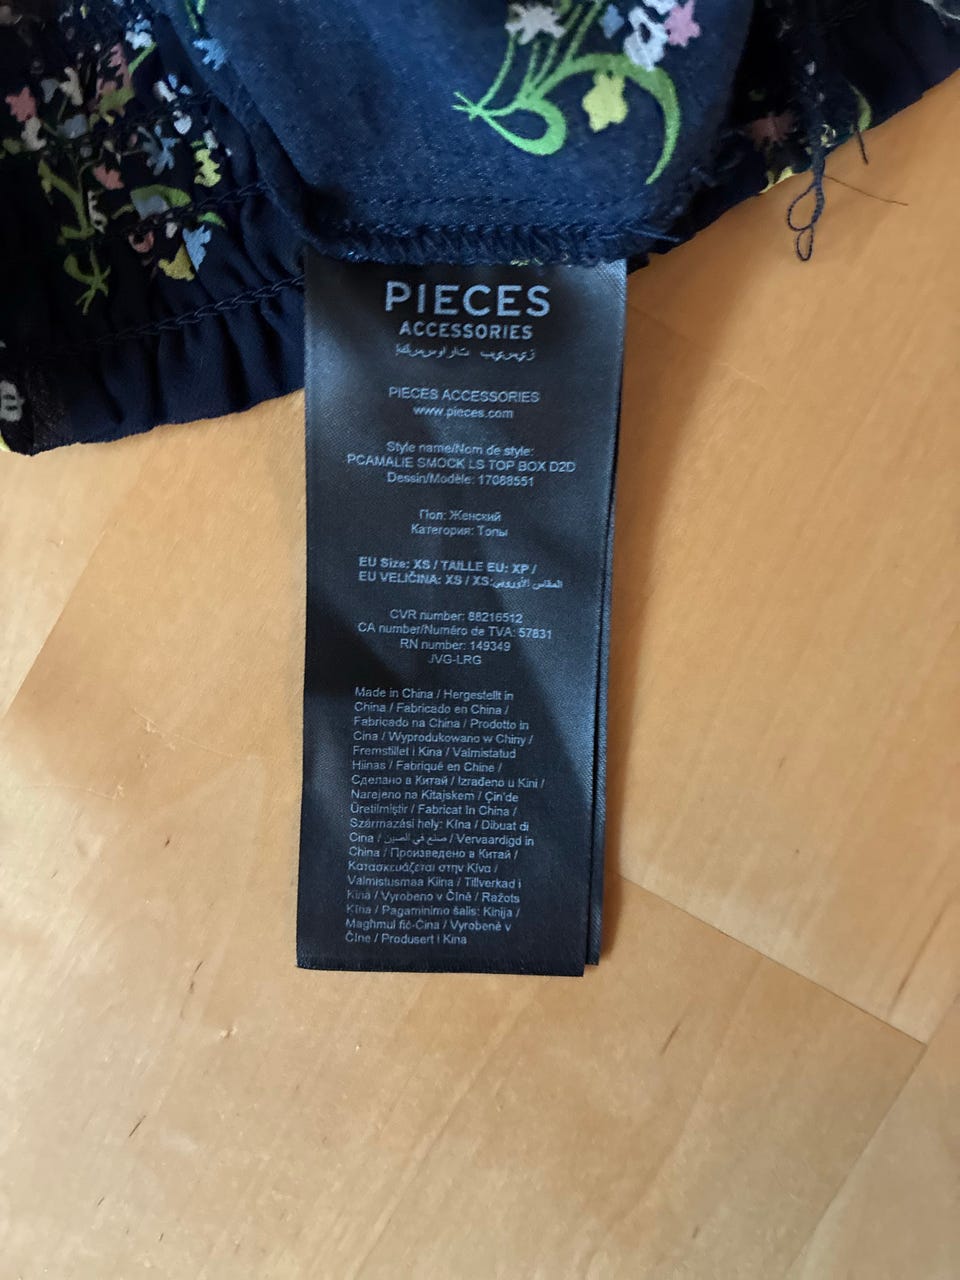 PIECES
ACCESSORIES
بيسيز اكسسوارات
PIECES ACCESSORIES
www.pieces.com
Style name/Nom de style:
PCAMALIE SMOCK LS TOP BOX D2D
Dessin/Modèle: 17088551
Пол: Женский
Категория: Топы
EU Size: XS / TAILLE EU: XP /
EU VELIČINA: XS / XS:المقاس الأوروبي
CVR number: 88216512
CA number/Numéro de TVA: 57831
RN number: 149349
JVG-LRG
Made in China / Hergestellt in
China / Fabricado en China /
Fabricado na China / Prodotto in
Cina / Wyprodukowano w Chiny /
Fremstillet i Kina / Valmistatud
Hiinas / Fabriqué en Chine /
Сделано в Китай / Izrađeno u Kini /
Narejeno na Kitajskem / Çin'de
Üretilmiştir / Fabricat în China /
Származási hely: Kína / Dibuat di
Cina / صنع في الصين / Vervaardigd in
China / Произведено в Китай /
Κατασκευάζεται στην Κίνα /
Valmistusmaa Kiina / Tillverkad i
Kina / Vyrobeno v Číně / Ražots
Ķīna / Pagaminimo šalis: Kinija /
Magħmul fiċ-Ċina / Vyrobené v
Číne / Produsert i Kina